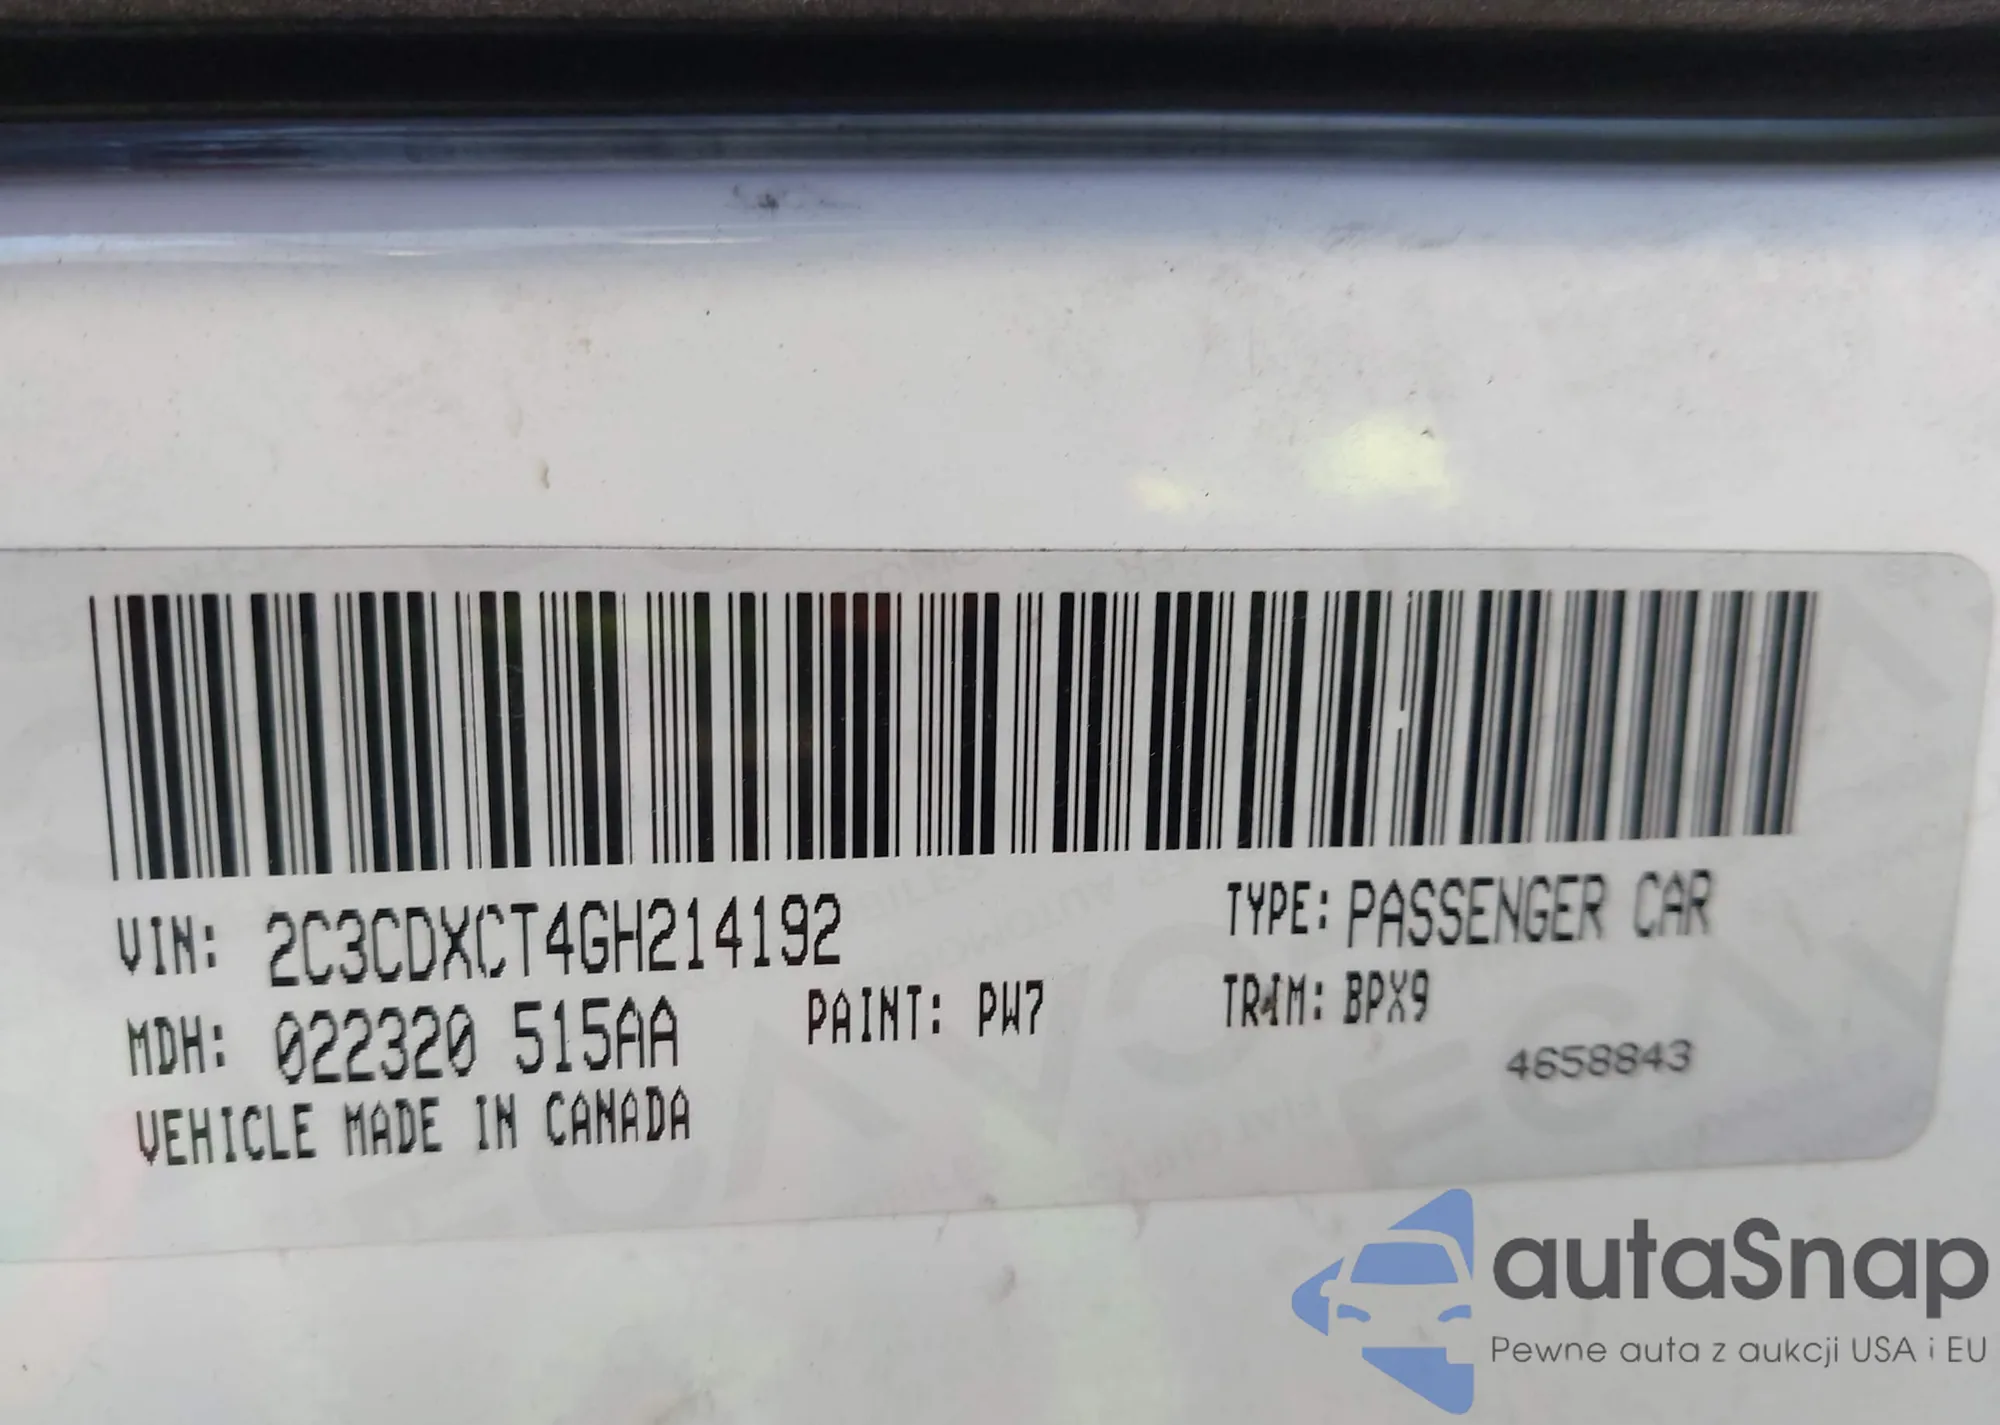 VIN: 2C3CDXCT4GH214192
TYPE: PASSENGER CAR
MDH: 022320 515AA
PAINT: PW7
TRIM: BPX9
4658843
VEHICLE MADE IN CANADA
autaSnap
Pewne auta z aukcji USA i EU